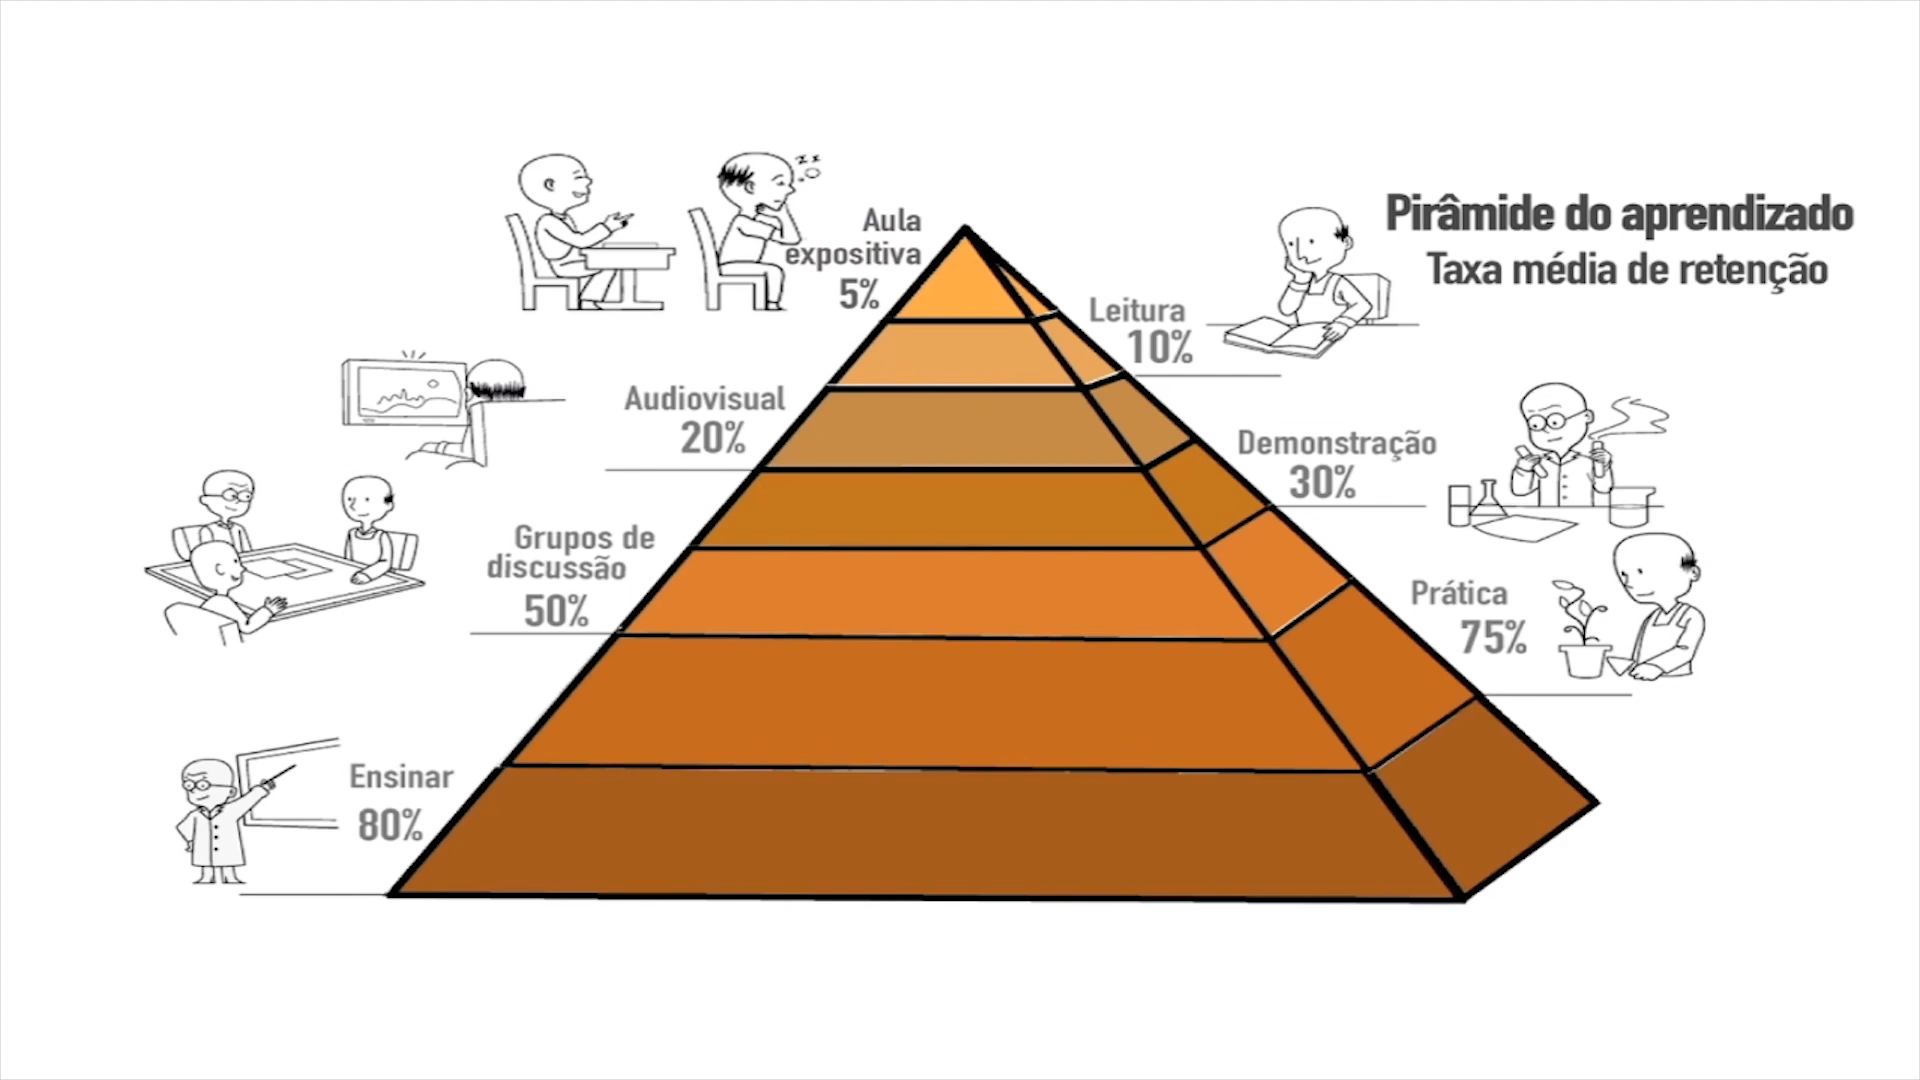 Pirâmide do aprendizado
Taxa média de retenção
zz
Aula
expositiva
5%
Leitura
10%
Audiovisual
20%
Demonstração
30%
Grupos de
discussão
50%
Prática
75%
Ensinar
80%